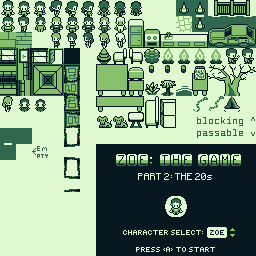 blocking ^
passable v
<Em
pty
ZOE: THE GAME
PART 2: THE 20s
CHARACTER SELECT: ZOE
PRESS <A> TO START